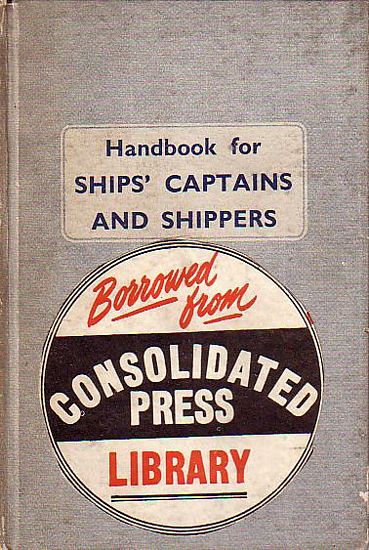 Handbook for
SHIPS' CAPTAINS
AND SHIPPERS
Borrowed
from
CONSOLIDATED
PRESS
LIBRARY